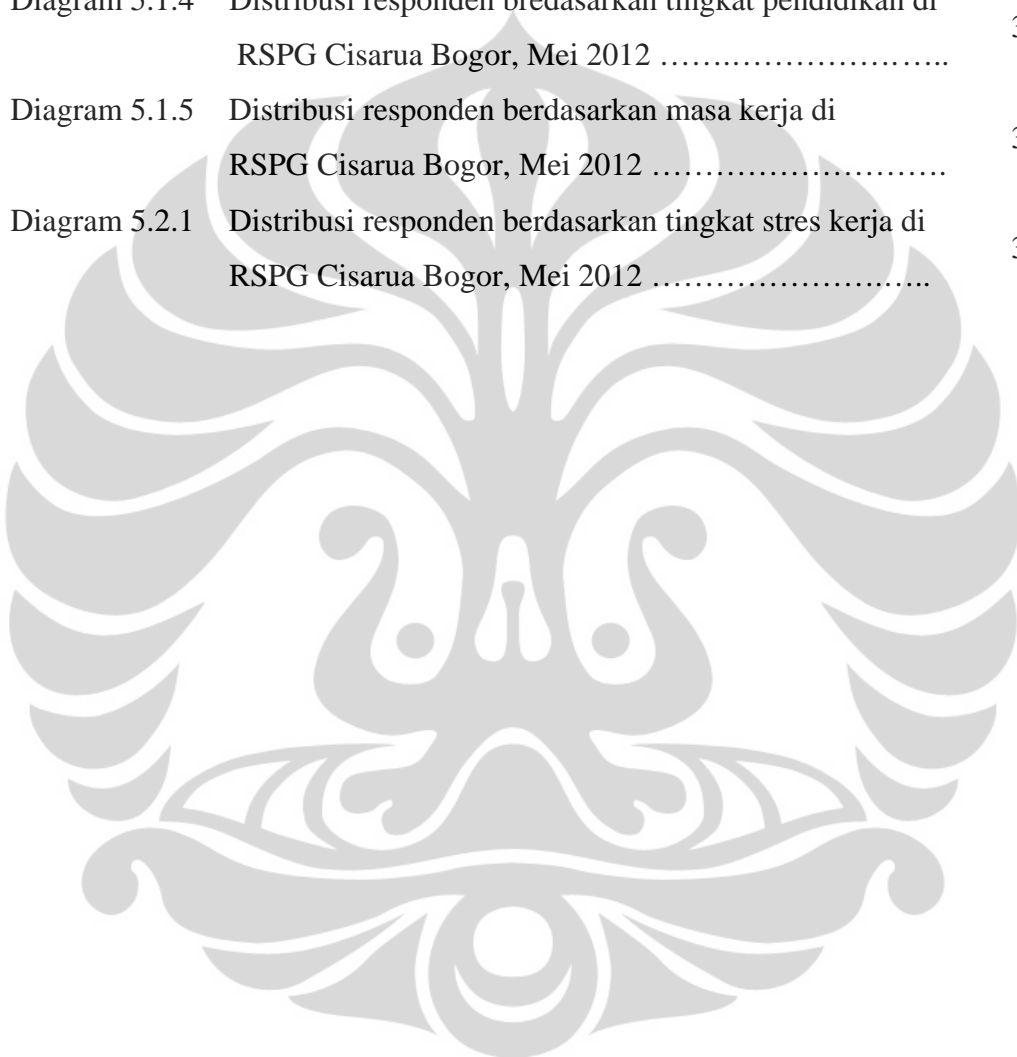 Diagram 5.1.4 Distribusi responden bredasarkan tingkat pendidikan di
RSPG Cisarua Bogor, Mei 2012 …….……………….…..
Diagram 5.1.5 Distribusi responden berdasarkan masa kerja di
RSPG Cisarua Bogor, Mei 2012 ……………………….
Diagram 5.2.1 Distribusi responden berdasarkan tingkat stres kerja di
RSPG Cisarua Bogor, Mei 2012 ………………….…..